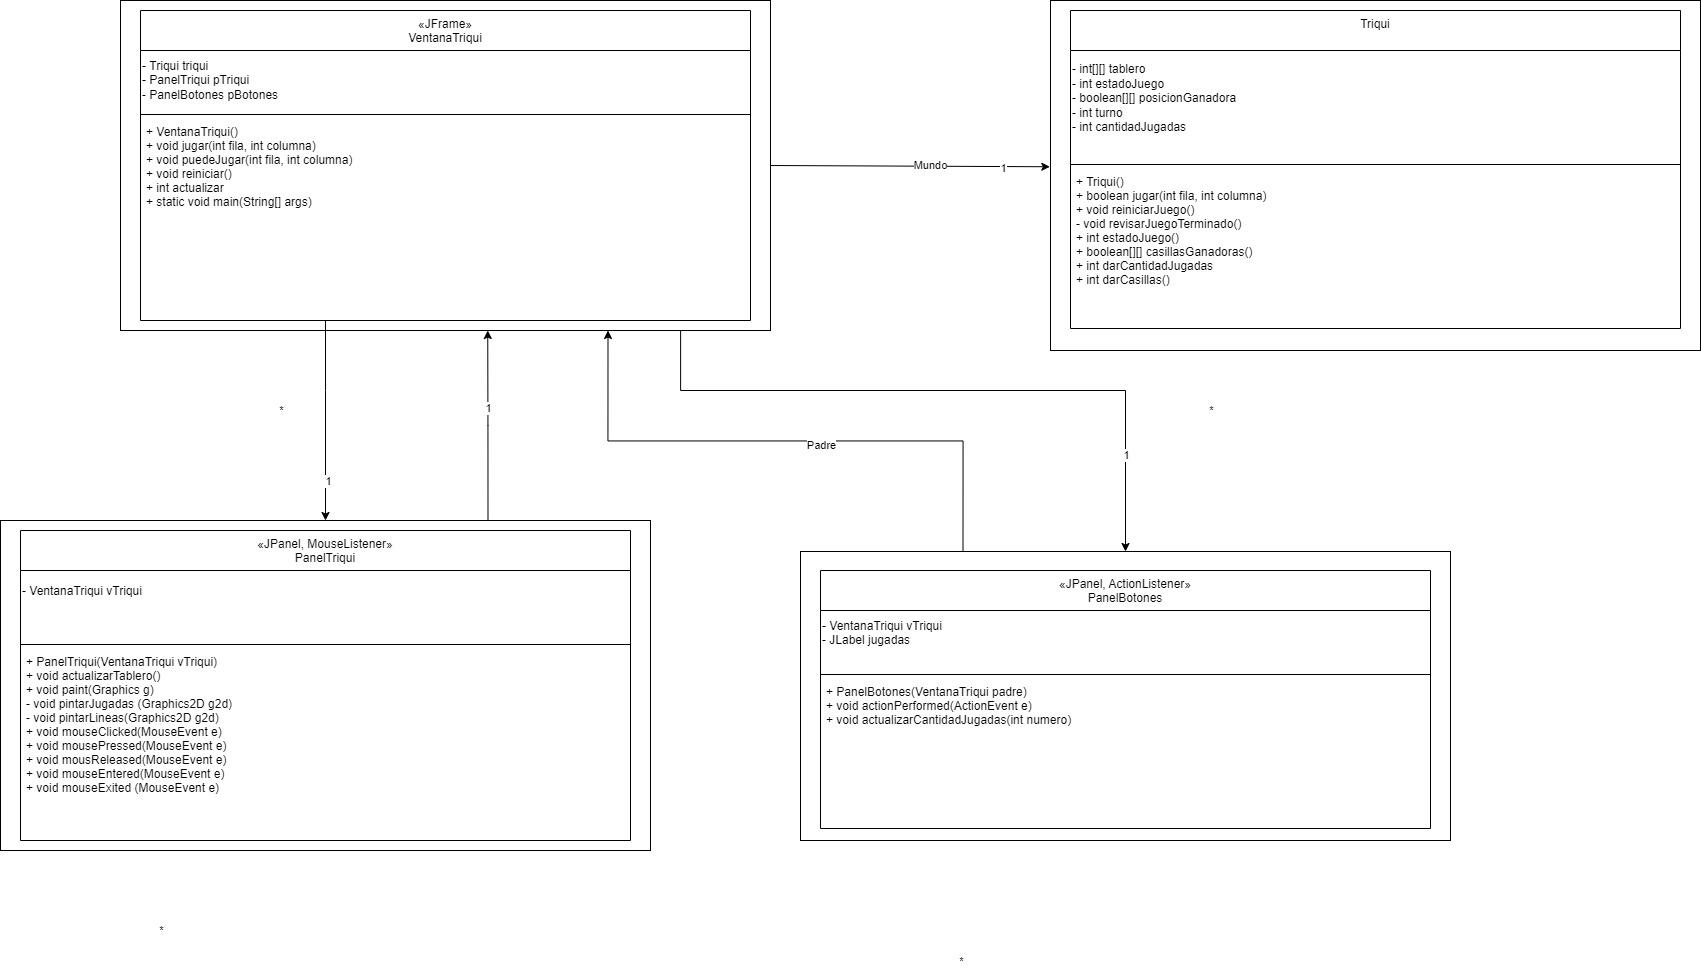 «JFrame»
VentanaTriqui
- Triqui triqui
- PanelTriqui pTriqui
- PanelBotones pBotones
+ VentanaTriqui()
+ void jugar(int fila, int columna)
+ void puedeJugar(int fila, int columna)
+ void reiniciar()
+ int actualizar
+ static void main(String[] args)
Mundo
1
Triqui
- int[][] tablero
- int estadoJuego
- boolean[][] posicionGanadora
- int turno
- int cantidadJugadas
+ Triqui()
+ boolean jugar(int fila, int columna)
+ void reiniciarJuego()
- void revisarJuegoTerminado()
+ int estadoJuego()
+ boolean[][] casillasGanadoras()
+ int darCantidadJugadas
+ int darCasillas()
*
1
*
Padre
1
1
«JPanel, MouseListener»
PanelTriqui
- VentanaTriqui vTriqui
+ PanelTriqui(VentanaTriqui vTriqui)
+ void actualizarTablero()
+ void paint(Graphics g)
- void pintarJugadas (Graphics2D g2d)
- void pintarLineas(Graphics2D g2d)
+ void mouseClicked(MouseEvent e)
+ void mousePressed(MouseEvent e)
+ void mousReleased(MouseEvent e)
+ void mouseEntered(MouseEvent e)
+ void mouseExited (MouseEvent e)
«JPanel, ActionListener»
PanelBotones
- VentanaTriqui vTriqui
- JLabel jugadas
+ PanelBotones(VentanaTriqui padre)
+ void actionPerformed(ActionEvent e)
+ void actualizarCantidadJugadas(int numero)
*
*